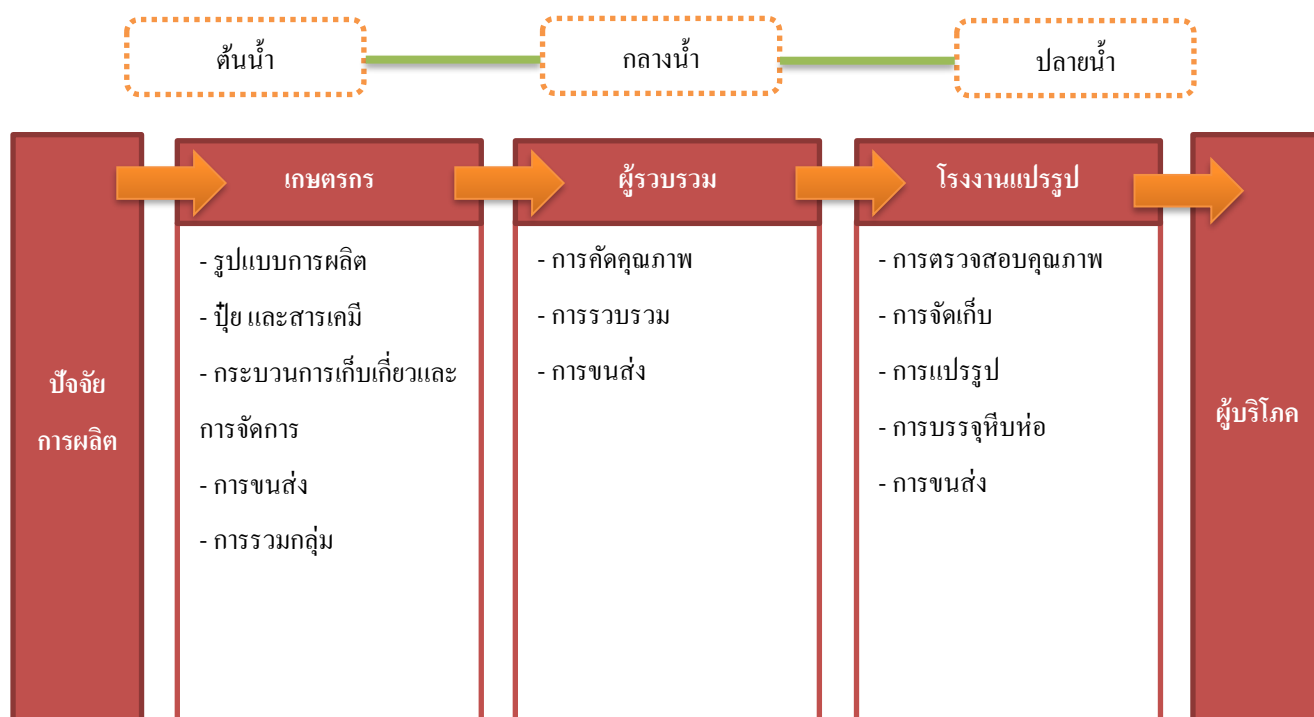 ต้นน้ำ
กลางน้ำ
ปลายน้ำ
ปัจจัย
การผลิต
เกษตรกร
- รูปแบบการผลิต
- ปุ๋ย และสารเคมี
- กระบวนการเก็บเกี่ยวและ
การจัดการ
- การขนส่ง
- การรวมกลุ่ม
ผู้รวบรวม
- การคัดคุณภาพ
- การรวบรวม
- การขนส่ง
โรงงานแปรรูป
- การตรวจสอบคุณภาพ
- การจัดเก็บ
- การแปรรูป
- การบรรจุหีบห่อ
- การขนส่ง
ผู้บริโภค